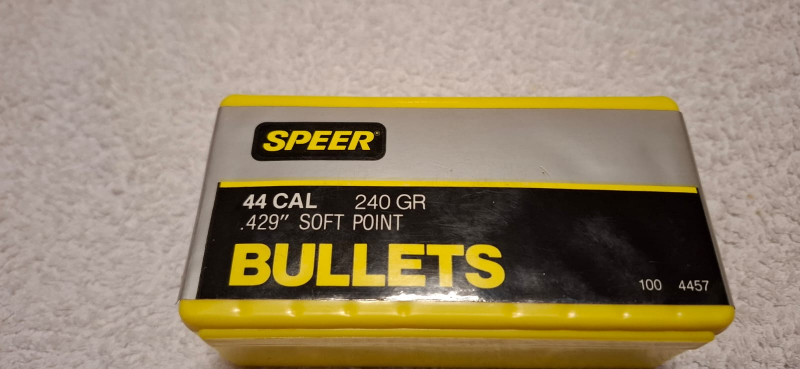 SPEER®
44 CAL 240 GR
.429" SOFT POINT
BULLETS
100 4457